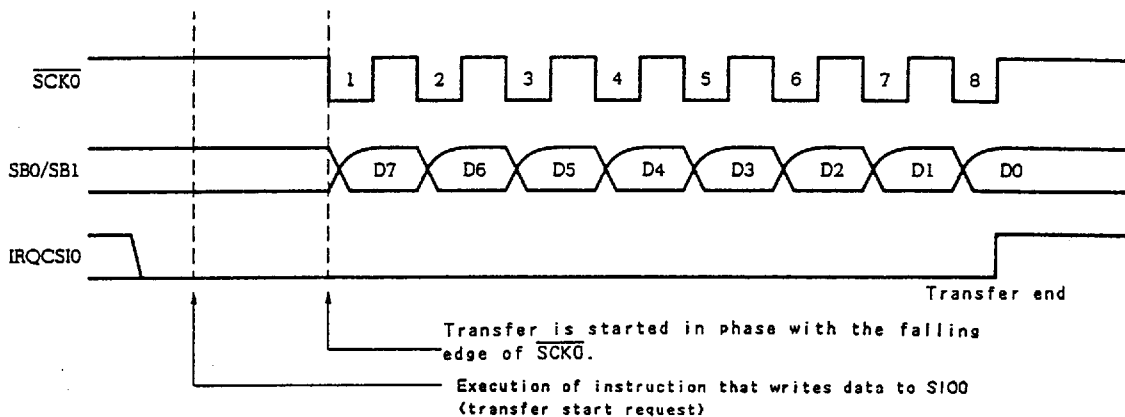 SCK0
1 2 3 4 5 6 7 8
SB0/SB1
D7 D6 D5 D4 D3 D2 D1 D0
IRQCSI0
Transfer end
Transfer is started in phase with the falling
edge of SCK0.
Execution of instruction that writes data to SIO0
(transfer start request)